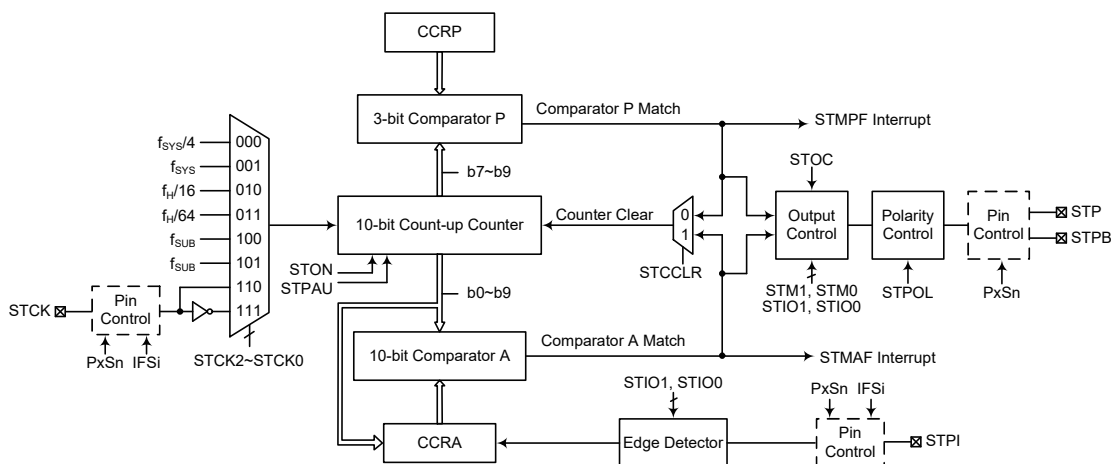 CCRP
3-bit Comparator P
Comparator P Match
STMPF Interrupt
b7~b9
fSYS/4
000
fSYS
001
fH/16
010
fH/64
011
fSUB
100
fSUB
101
110
111
STCK
Pin
Control
PxSn
IFSi
STCK2~STCK0
10-bit Count-up Counter
STON
STPAU
Counter Clear
0
1
STCCLR
STOC
Output
Control
STM1, STM0
STIO1, STIO0
Polarity
Control
STPOL
Pin
Control
PxSn
STP
STPB
b0~b9
10-bit Comparator A
Comparator A Match
STMAF Interrupt
CCRA
STIO1, STIO0
Edge Detector
PxSn
IFSi
Pin
Control
STPI